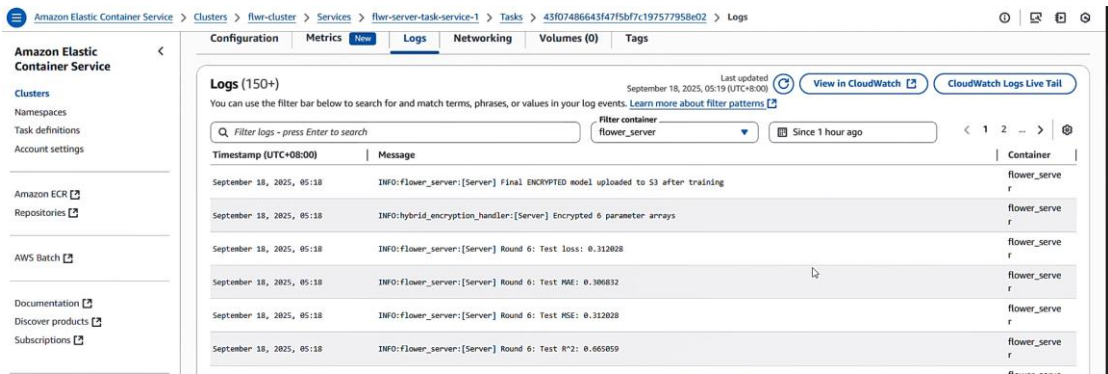 Amazon Elastic Container Service > Clusters > flwr-cluster > Services > flwr-server-task-service-1 > Tasks > 43f07486643f47f5bf7c197577958e02 > Logs
Amazon Elastic
Container Service
Clusters
Namespaces
Task definitions
Account settings
Amazon ECR
Repositories
AWS Batch
Documentation
Discover products
Subscriptions
Configuration Metrics New Logs Networking Volumes (0) Tags
Logs (150+)
Last updated
September 18, 2025, 05:19 (UTC+8:00)
View in CloudWatch
CloudWatch Logs Live Tail
You can use the filter bar below to search for and match terms, phrases, or values in your log events. Learn more about filter patterns
Filter logs - press Enter to search
Filter container
flower_server
Since 1 hour ago
1 2 ...
Timestamp (UTC+08:00) Message Container
September 18, 2025, 05:18 INFO:flower_server:[Server] Final ENCRYPTED model uploaded to S3 after training flower_serve
r
September 18, 2025, 05:18 INFO:hybrid_encryption_handler:[Server] Encrypted 6 parameter arrays flower_serve
r
September 18, 2025, 05:18 INFO:flower_server:[Server] Round 6: Test loss: 0.312028 flower_serve
r
September 18, 2025, 05:18 INFO:flower_server:[Server] Round 6: Test MAE: 0.306832 flower_serve
r
September 18, 2025, 05:18 INFO:flower_server:[Server] Round 6: Test MSE: 0.312028 flower_serve
r
September 18, 2025, 05:18 INFO:flower_server:[Server] Round 6: Test R^2: 0.665059 flower_serve
r